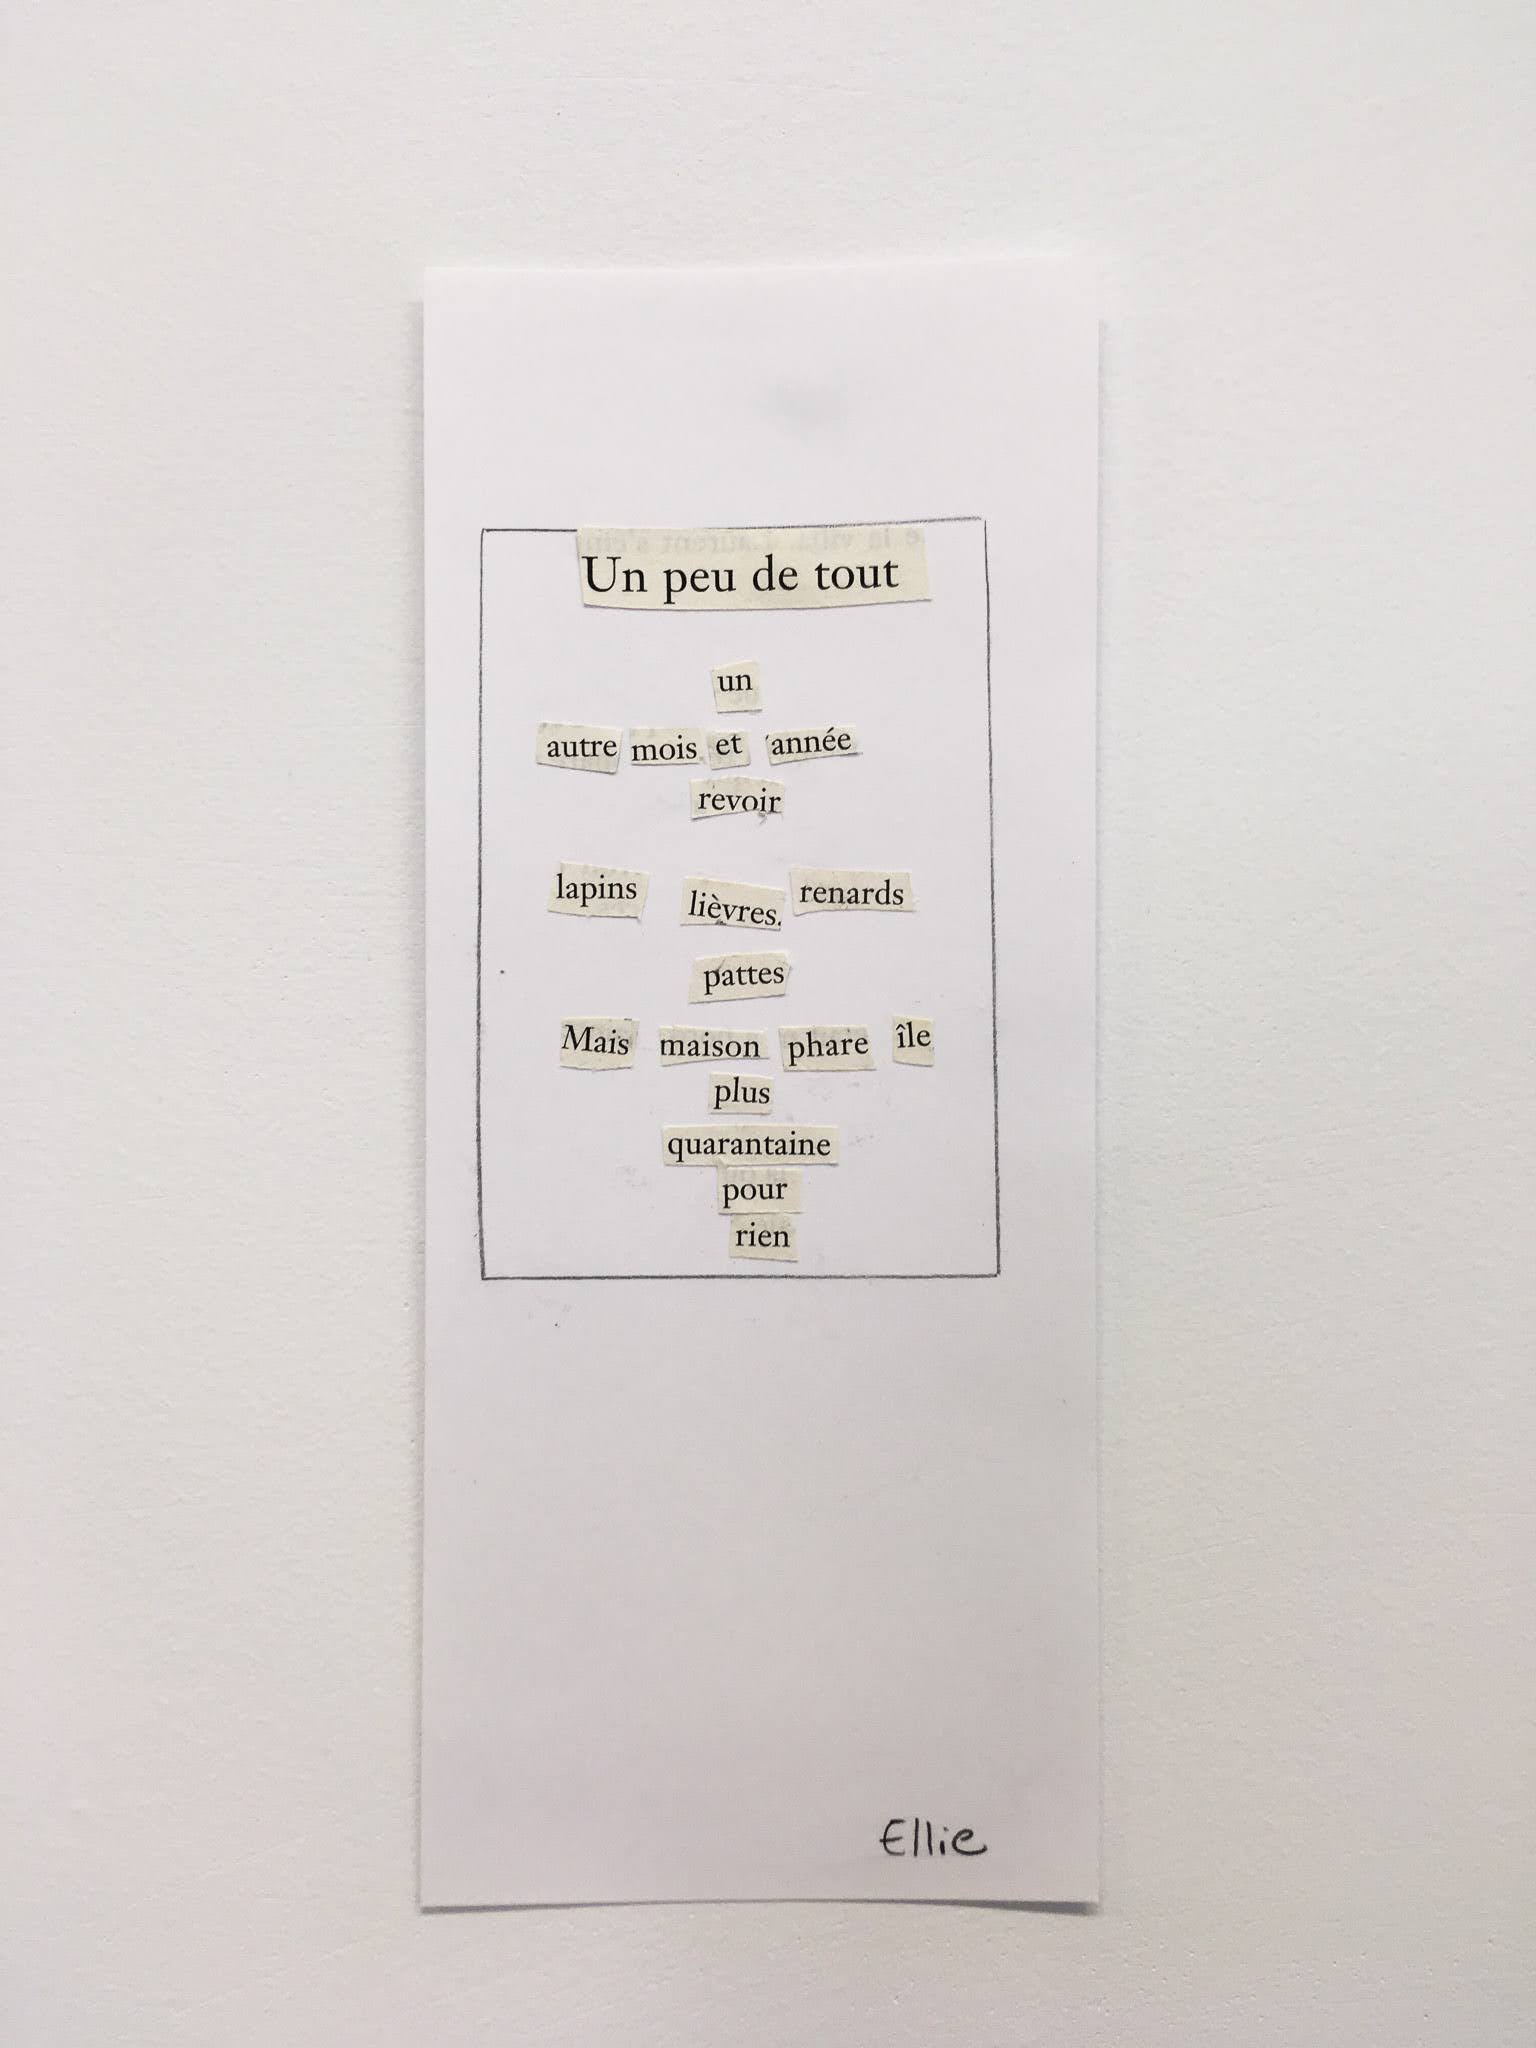 Un peu de tout
un
autre mois et année
revoir
lapins lièvres. renards
pattes
Mais maison phare île
plus
quarantaine
pour
rien
Ellie